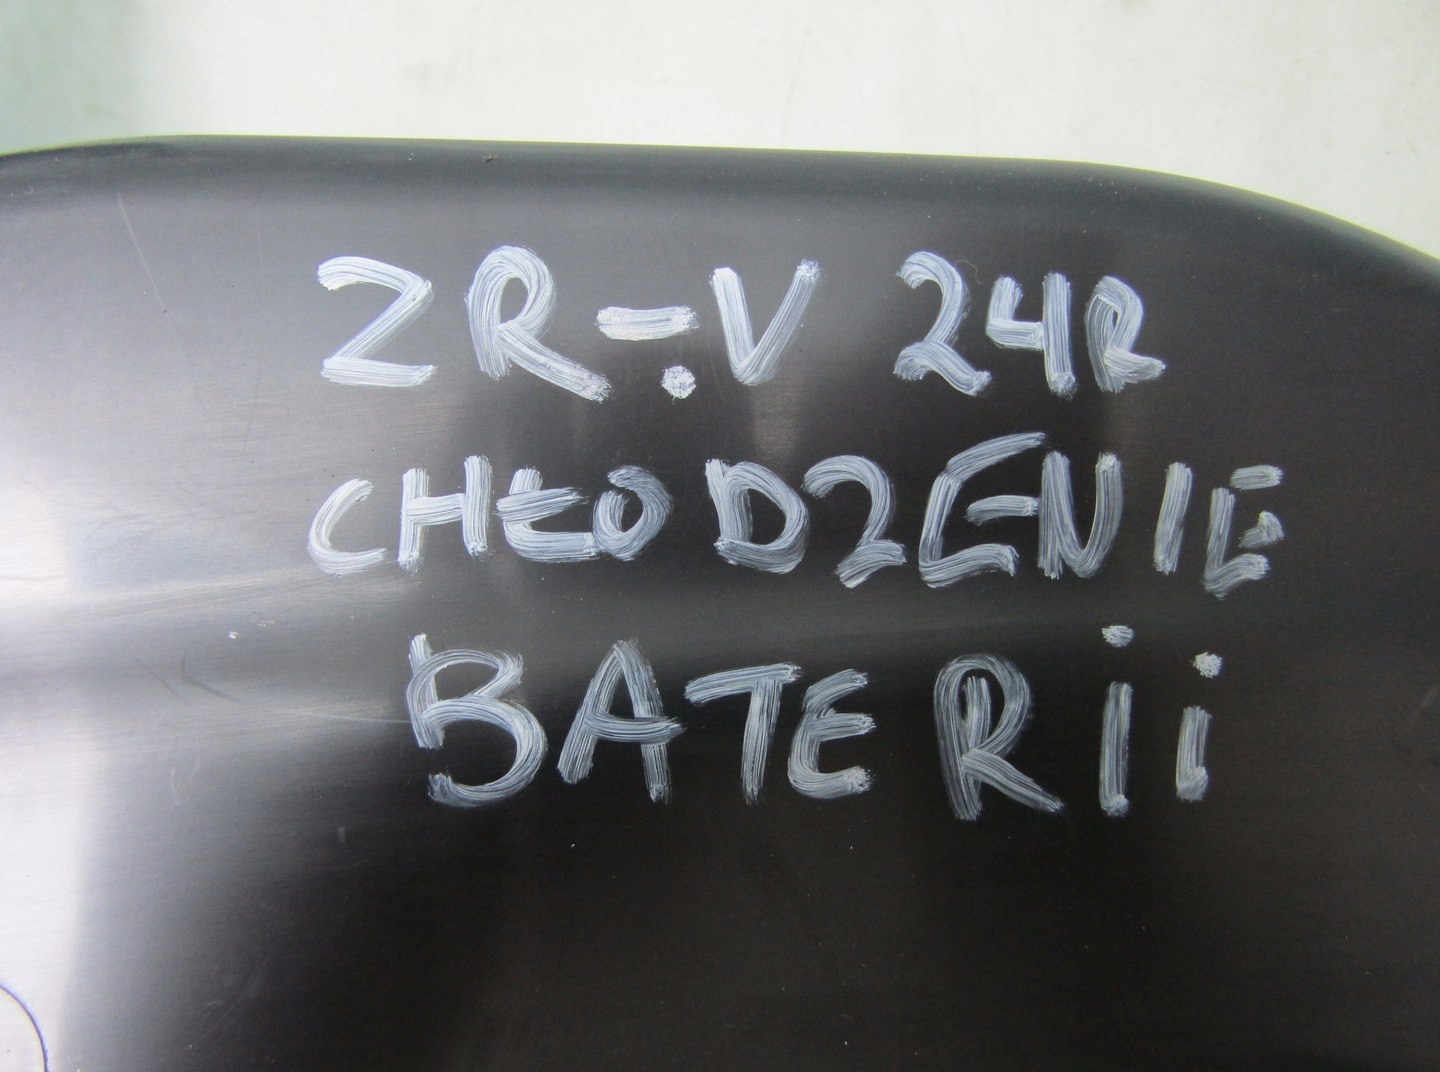 ZR-.V 24R
CHŁODZENIE
BATERii